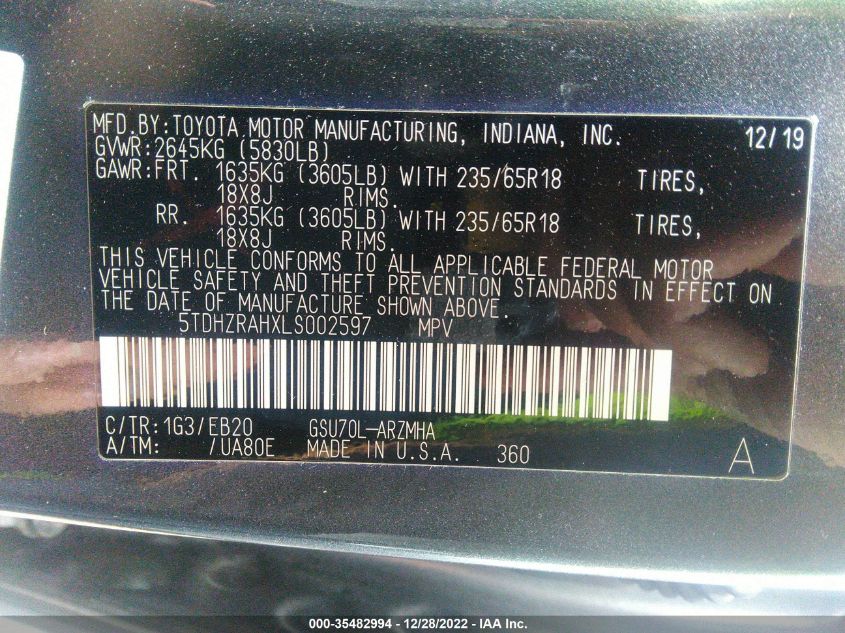 MFD.BY:TOYOTA MOTOR MANUFACTURING, INDIANA, INC. 12/19
GVWR:2645KG (5830LB)
GAWR:FRT. 1635KG (3605LB) WITH 235/65R18 TIRES,
18X8J RIMS.
RR. 1635KG (3605LB) WITH 235/65R18 TIRES,
18X8J RIMS.
THIS VEHICLE CONFORMS TO ALL APPLICABLE FEDERAL MOTOR
VEHICLE SAFETY AND THEFT PREVENTION STANDARDS IN EFFECT ON
THE DATE OF MANUFACTURE SHOWN ABOVE.
5TDHZRAHXLS002597 MPV
C/TR:1G3/EB20 GSU70L-ARZMHA
A/TM: /UA80E MADE IN U.S.A. 360 A
000-35482994 - 12/28/2022 - IAA Inc.